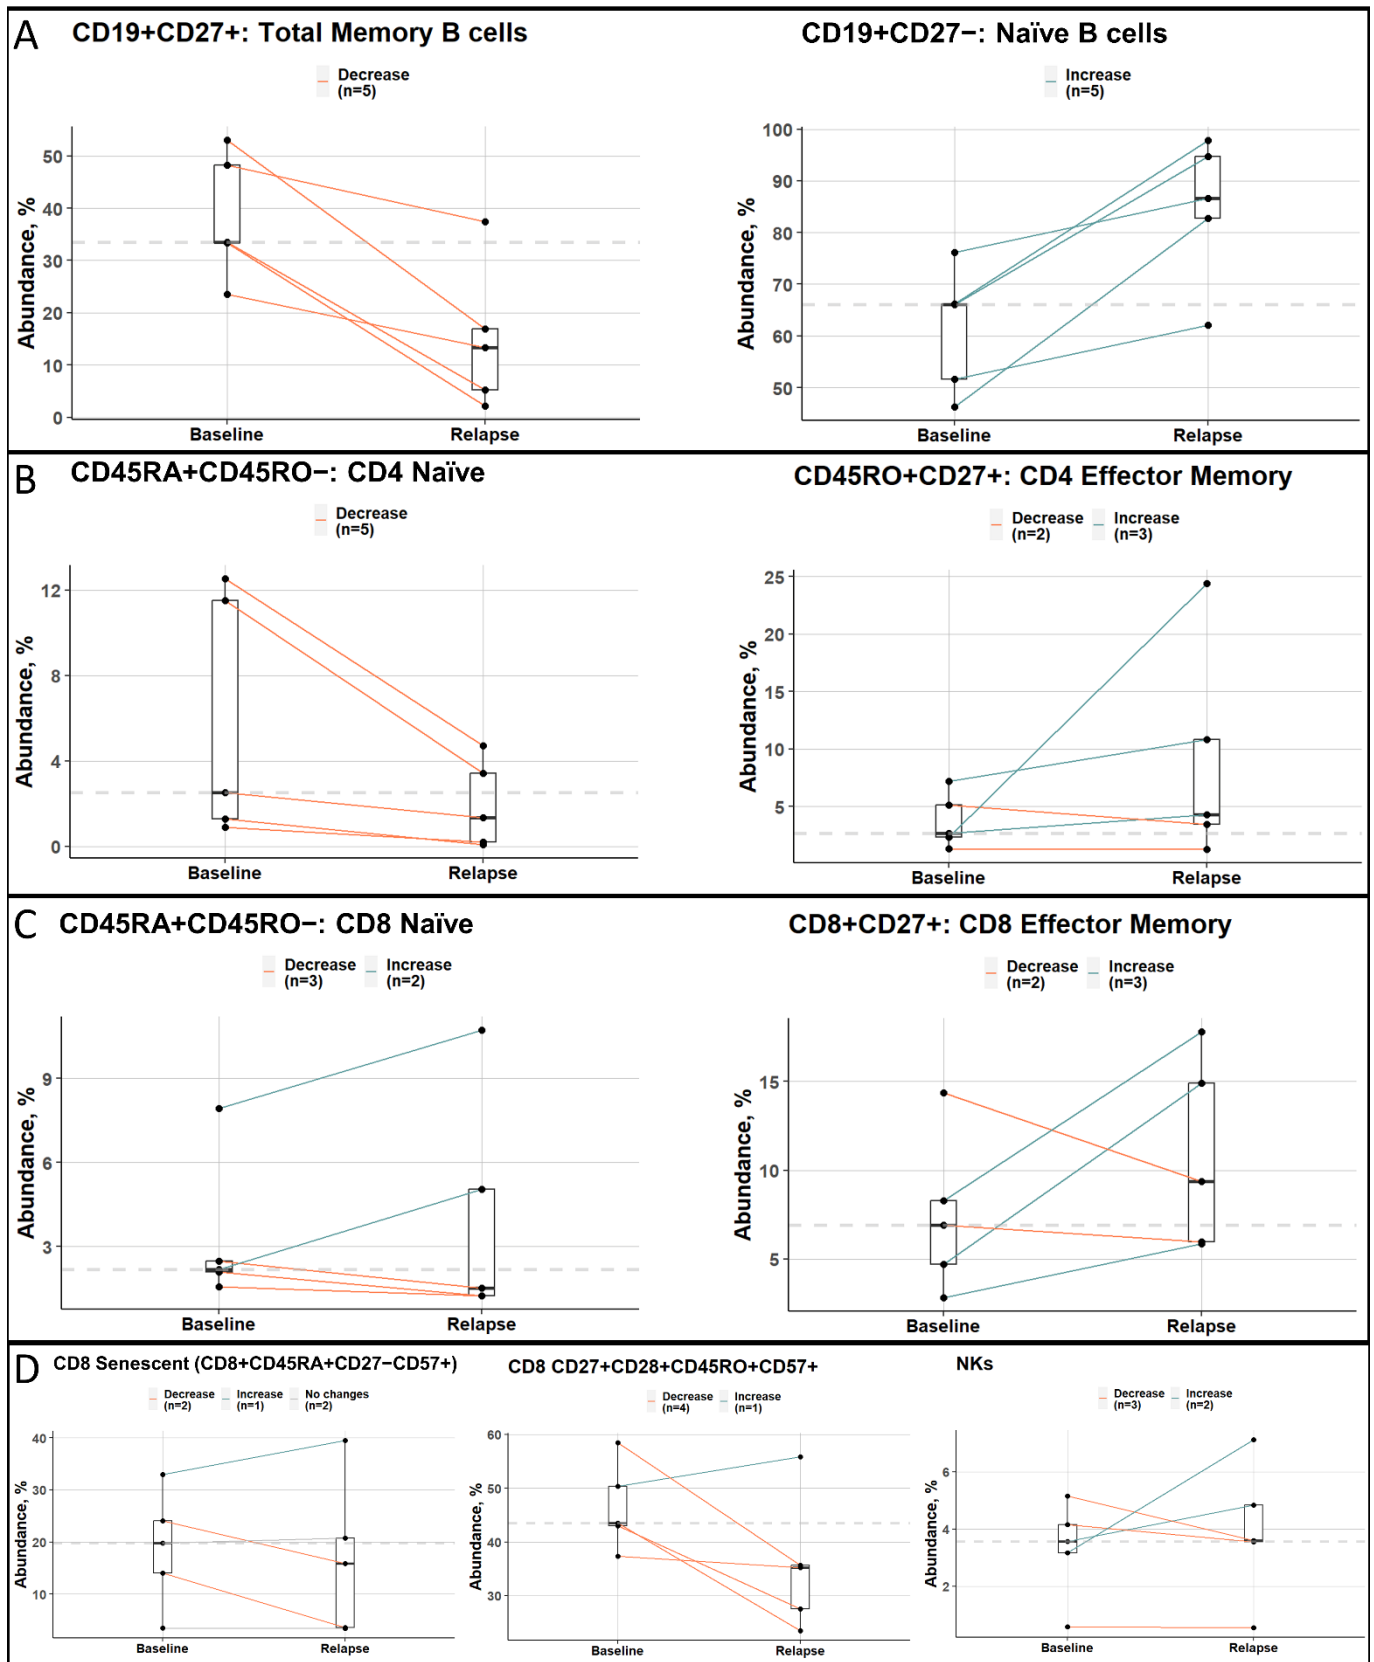 A
CD19+CD27+: Total Memory B cells
Decrease
(n=5)
Abundance, %
50
40
30
20
10
0
Baseline Relapse
CD19+CD27−: Naïve B cells
Increase
(n=5)
Abundance, %
100
90
80
70
60
50
Baseline Relapse
B
CD45RA+CD45RO−: CD4 Naïve
Decrease
(n=5)
Abundance, %
12
8
4
0
Baseline Relapse
CD45RO+CD27+: CD4 Effector Memory
Decrease Increase
(n=2) (n=3)
Abundance, %
25
20
15
10
5
Baseline Relapse
C
CD45RA+CD45RO−: CD8 Naïve
Decrease Increase
(n=3) (n=2)
Abundance, %
9
6
3
Baseline Relapse
CD8+CD27+: CD8 Effector Memory
Decrease Increase
(n=2) (n=3)
Abundance, %
15
10
5
Baseline Relapse
D
CD8 Senescent (CD8+CD45RA+CD27−CD57+)
Decrease Increase No changes
(n=2) (n=1) (n=2)
Abundance, %
40
30
20
10
Baseline Relapse
CD8 CD27+CD28+CD45RO+CD57+
Decrease Increase
(n=4) (n=1)
Abundance, %
60
50
40
30
Baseline Relapse
NKs
Decrease Increase
(n=3) (n=2)
Abundance, %
6
4
2
Baseline Relapse